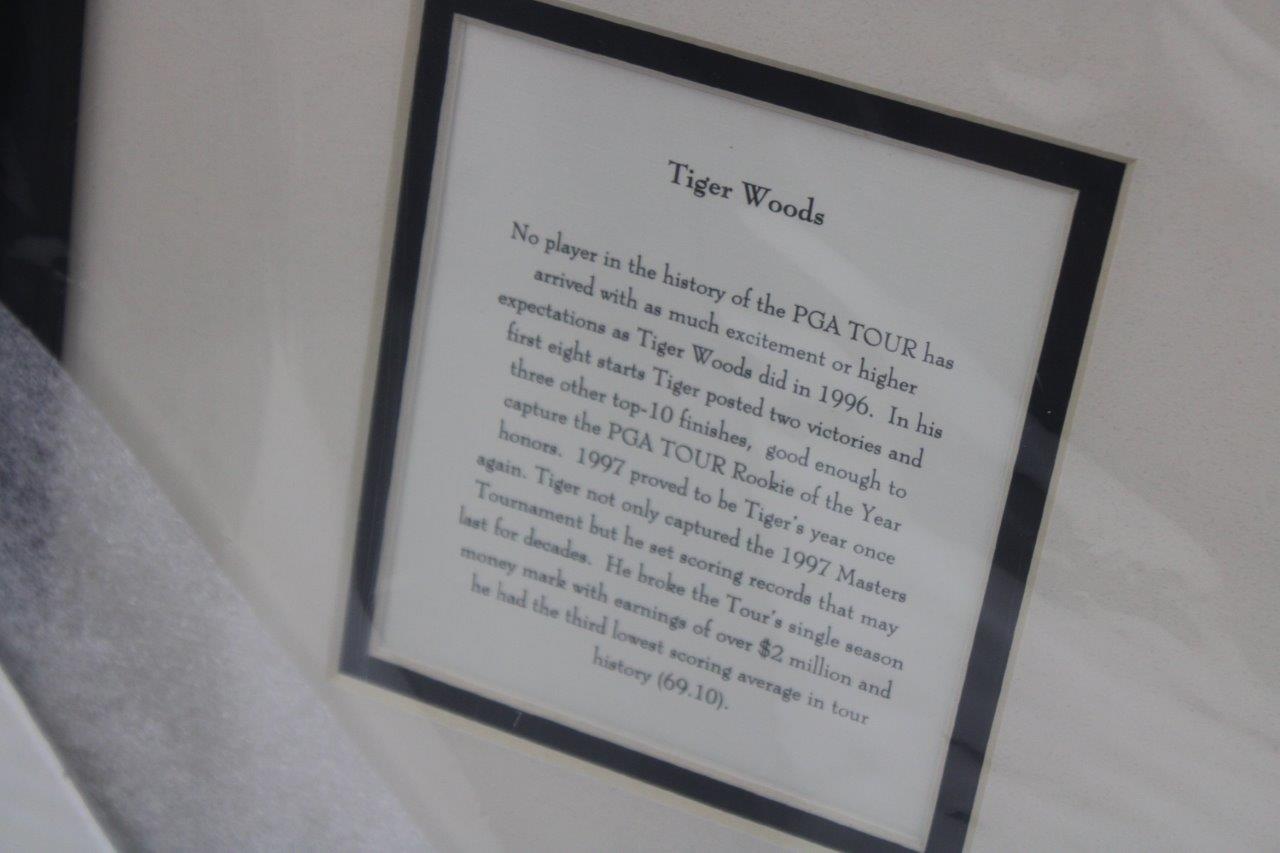 Tiger Woods
No player in the history of the PGA TOUR has
arrived with as much excitement or higher
expectations as Tiger Woods did in 1996. In his
first eight starts Tiger posted two victories and
three other top-10 finishes, good enough to
capture the PGA TOUR Rookie of the Year
honors. 1997 proved to be Tiger's year once
again. Tiger not only captured the 1997 Masters
Tournament but he set scoring records that may
last for decades. He broke the Tour's single season
money mark with earnings of over $2 million and
he had the third lowest scoring average in tour
history (69.10).